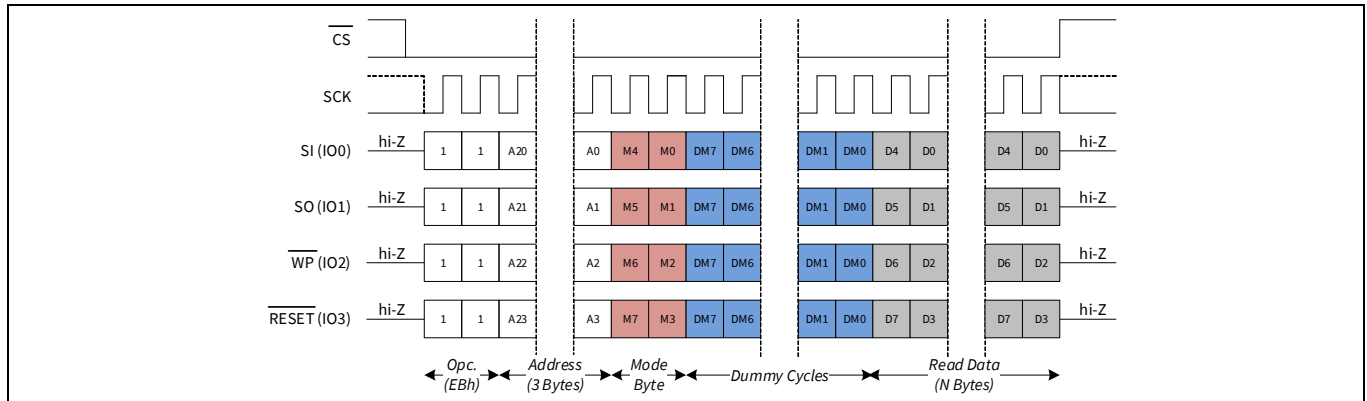 CS
SCK
SI (IO0) hi-Z 1 1 A20 A0 M4 M0 DM7 DM6 DM1 DM0 D4 D0 D4 D0 hi-Z
SO (IO1) hi-Z 1 1 A21 A1 M5 M1 DM7 DM6 DM1 DM0 D5 D1 D5 D1 hi-Z
WP (IO2) hi-Z 1 1 A22 A2 M6 M2 DM7 DM6 DM1 DM0 D6 D2 D6 D2 hi-Z
RESET (IO3) hi-Z 1 1 A23 A3 M7 M3 DM7 DM6 DM1 DM0 D7 D3 D7 D3 hi-Z
Opc. Address Mode Dummy Cycles Read Data
(EBh) (3 Bytes) Byte (N Bytes)